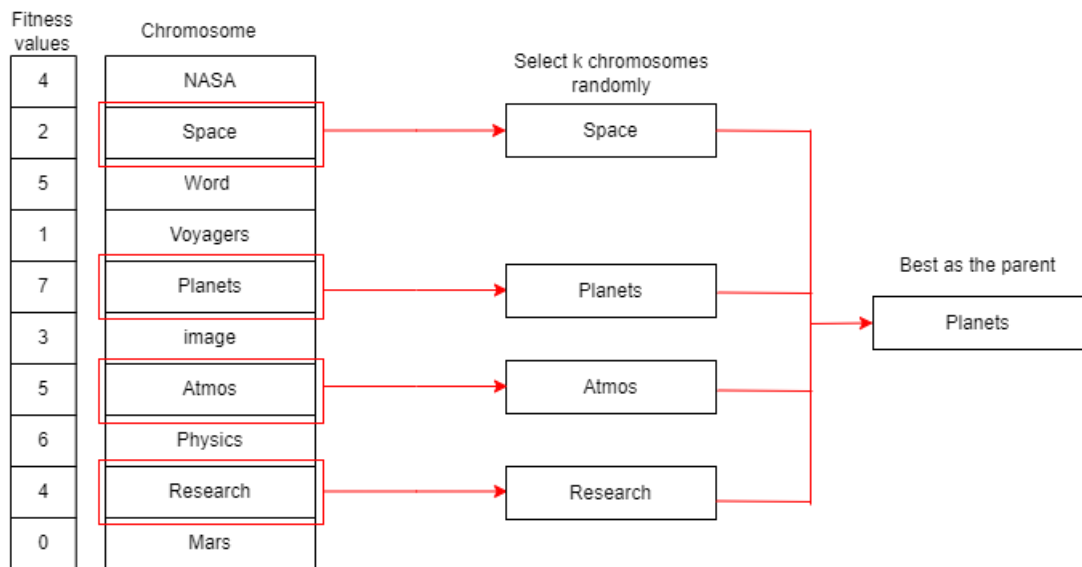 Fitness
values
Chromosome
4
NASA
Select k chromosomes
randomly
2
Space
Space
5
Word
1
Voyagers
Best as the parent
7
Planets
Planets
3
image
Planets
5
Atmos
Atmos
6
Physics
4
Research
Research
0
Mars